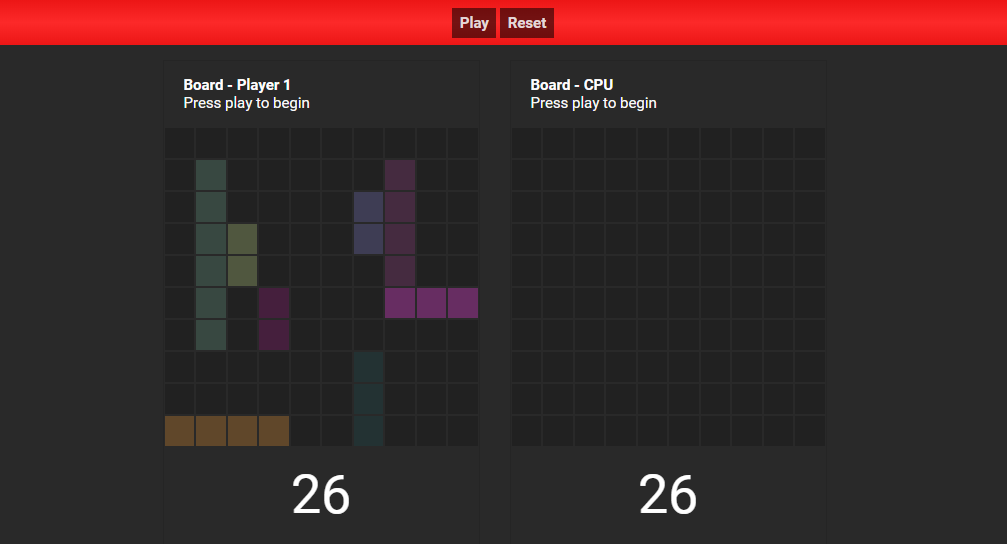 Play Reset
Board - Player 1
Press play to begin
Board - CPU
Press play to begin
26
26